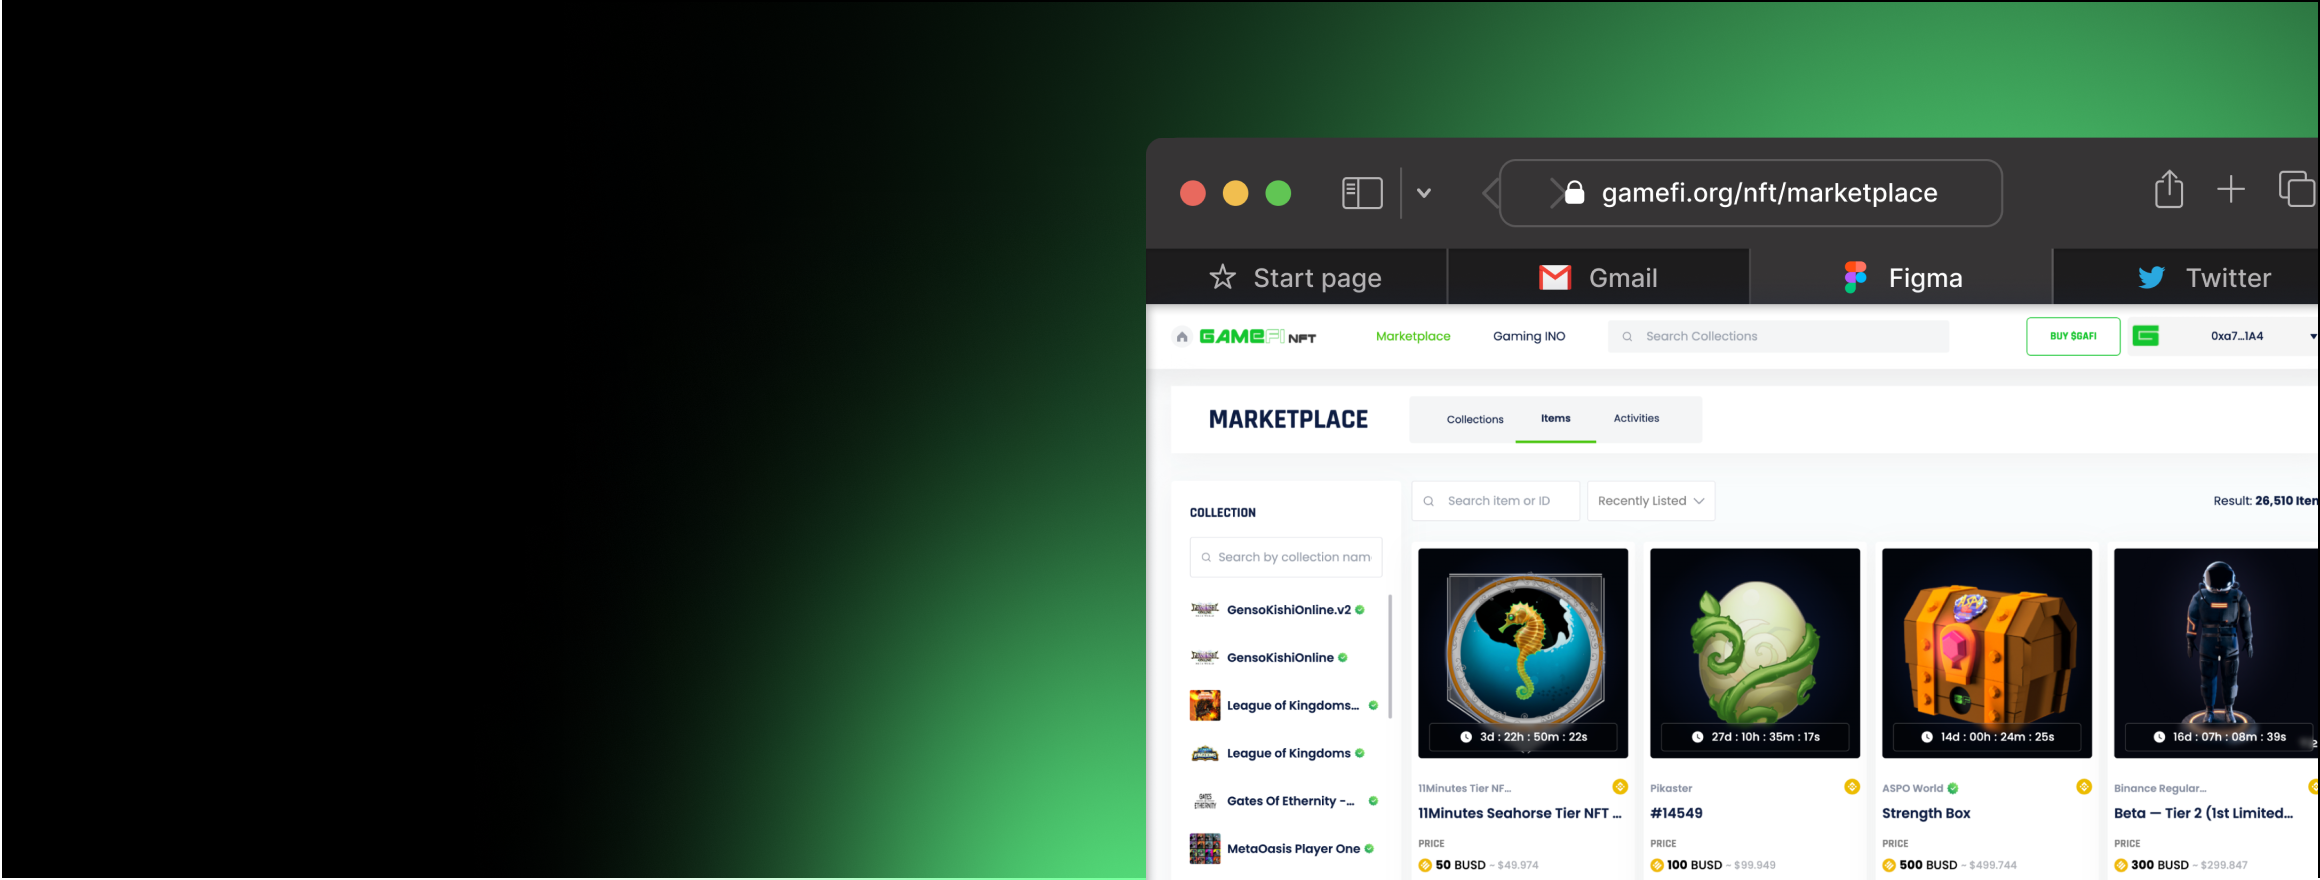 gamefi.org/nft/marketplace
Start page
Gmail
Figma
Twitter
GAMEFI NFT
Marketplace
Gaming INO
Search Collections
BUY $GAFI
0xa7...1A4
MARKETPLACE
Collections
Items
Activities
COLLECTION
Search by collection nam
GensoKishiOnline.v2
GensoKishiOnline
League of Kingdoms...
League of Kingdoms
Gates Of Ethernity -...
MetaOasis Player One
Search item or ID
Recently Listed
Result: 26,510 Item
3d : 22h : 50m : 22s
11Minutes Tier NF...
11Minutes Seahorse Tier NFT ...
PRICE
50 BUSD ~ $49.974
27d : 10h : 35m : 17s
Pikaster
#14549
PRICE
100 BUSD ~ $99.949
14d : 00h : 24m : 25s
ASPO World
Strength Box
PRICE
500 BUSD ~ $499.744
16d : 07h : 08m : 39s
Binance Regular...
Beta — Tier 2 (1st Limited...
PRICE
300 BUSD ~ $299.847